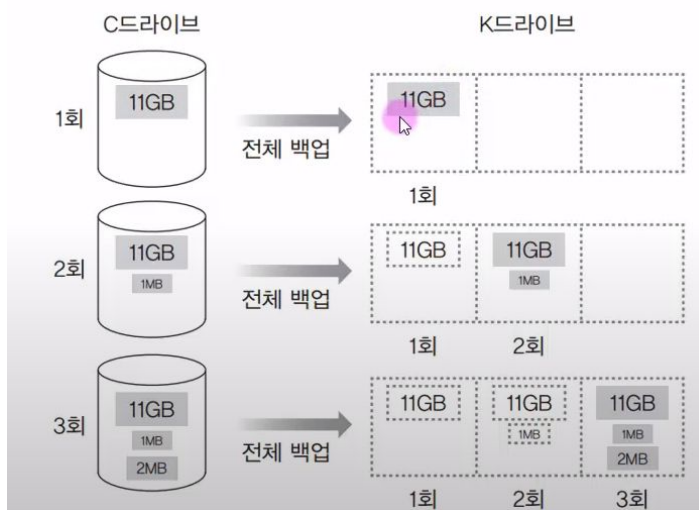 C드라이브 K드라이브
1회
11GB
전체 백업
11GB
1회
2회
11GB
1MB
전체 백업
11GB 11GB
1MB
1회 2회
3회
11GB
1MB
2MB
전체 백업
11GB 11GB 11GB
1MB 1MB
2MB
1회 2회 3회